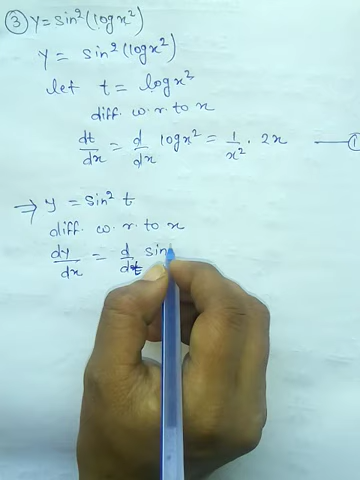 ③ y = sin²(log x²)
y = sin²(log x²)
let t = log x²
diff. w. r. to x
dt/dx = d/dx log x² = 1/x² · 2x —— ①
⇒ y = sin² t
diff. w. r. to x
dy/dx = d/dt sin